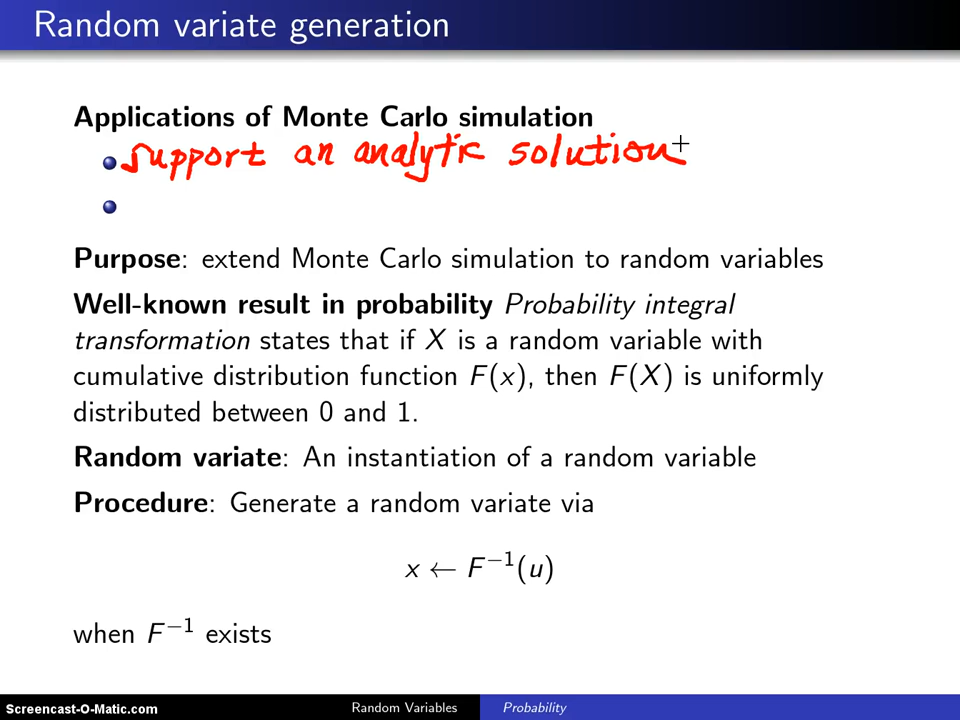 Random variate generation
Applications of Monte Carlo simulation
support an analytic solution
Purpose: extend Monte Carlo simulation to random variables
Well-known result in probability Probability integral
transformation states that if X is a random variable with
cumulative distribution function F(x), then F(X) is uniformly
distributed between 0 and 1.
Random variate: An instantiation of a random variable
Procedure: Generate a random variate via
x ← F⁻¹(u)
when F⁻¹ exists
Screencast-O-Matic.com Random Variables Probability